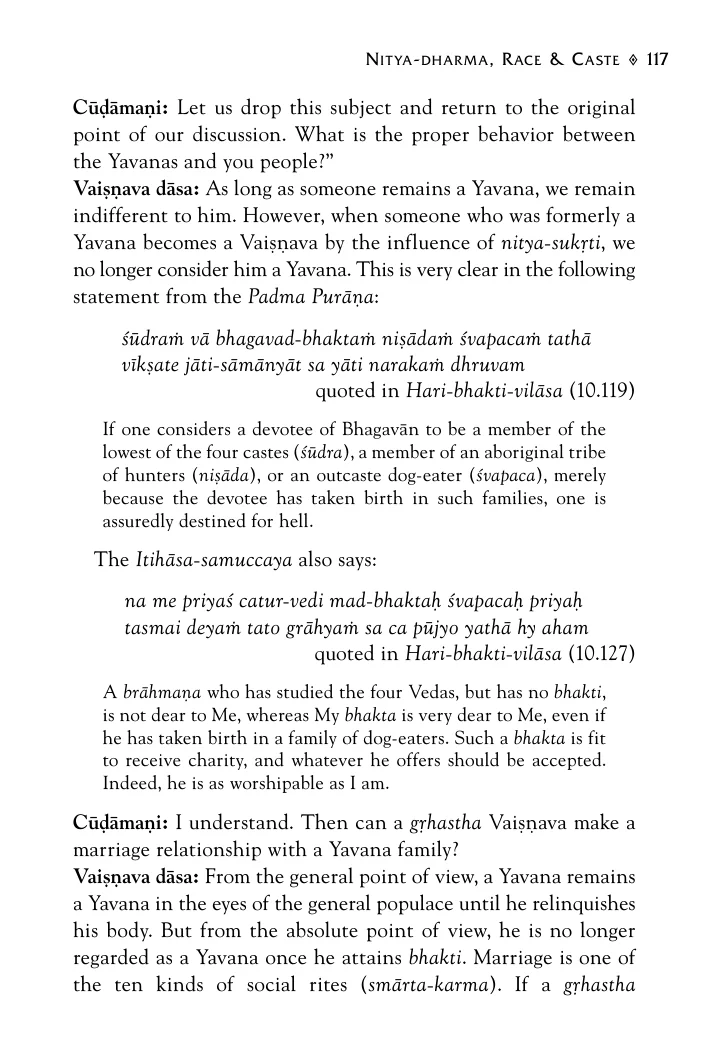 Nitya-dharma, Race & Caste ◈ 117
Cūḍāmaṇi: Let us drop this subject and return to the original
point of our discussion. What is the proper behavior between
the Yavanas and you people?”
Vaiṣṇava dāsa: As long as someone remains a Yavana, we remain
indifferent to him. However, when someone who was formerly a
Yavana becomes a Vaiṣṇava by the influence of nitya-sukṛti, we
no longer consider him a Yavana. This is very clear in the following
statement from the Padma Purāṇa:
śūdraṁ vā bhagavad-bhaktaṁ niṣādaṁ śvapacaṁ tathā
vīkṣate jāti-sāmānyāt sa yāti narakaṁ dhruvam
quoted in Hari-bhakti-vilāsa (10.119)
If one considers a devotee of Bhagavān to be a member of the
lowest of the four castes (śūdra), a member of an aboriginal tribe
of hunters (niṣāda), or an outcaste dog-eater (śvapaca), merely
because the devotee has taken birth in such families, one is
assuredly destined for hell.
The Itihāsa-samuccaya also says:
na me priyaś catur-vedi mad-bhaktaḥ śvapacaḥ priyaḥ
tasmai deyaṁ tato grāhyaṁ sa ca pūjyo yathā hy aham
quoted in Hari-bhakti-vilāsa (10.127)
A brāhmaṇa who has studied the four Vedas, but has no bhakti,
is not dear to Me, whereas My bhakta is very dear to Me, even if
he has taken birth in a family of dog-eaters. Such a bhakta is fit
to receive charity, and whatever he offers should be accepted.
Indeed, he is as worshipable as I am.
Cūḍāmaṇi: I understand. Then can a gṛhastha Vaiṣṇava make a
marriage relationship with a Yavana family?
Vaiṣṇava dāsa: From the general point of view, a Yavana remains
a Yavana in the eyes of the general populace until he relinquishes
his body. But from the absolute point of view, he is no longer
regarded as a Yavana once he attains bhakti. Marriage is one of
the ten kinds of social rites (smārta-karma). If a gṛhastha